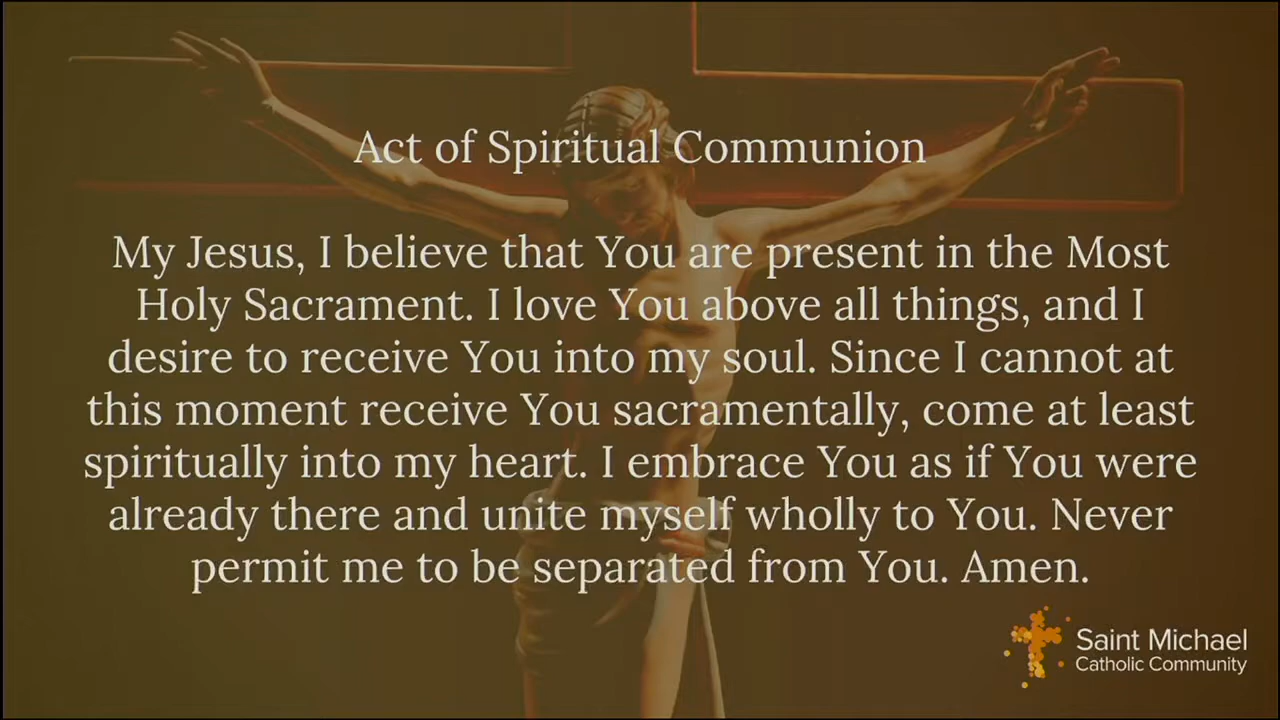 Act of Spiritual Communion
My Jesus, I believe that You are present in the Most
Holy Sacrament. I love You above all things, and I
desire to receive You into my soul. Since I cannot at
this moment receive You sacramentally, come at least
spiritually into my heart. I embrace You as if You were
already there and unite myself wholly to You. Never
permit me to be separated from You. Amen.
Saint Michael
Catholic Community